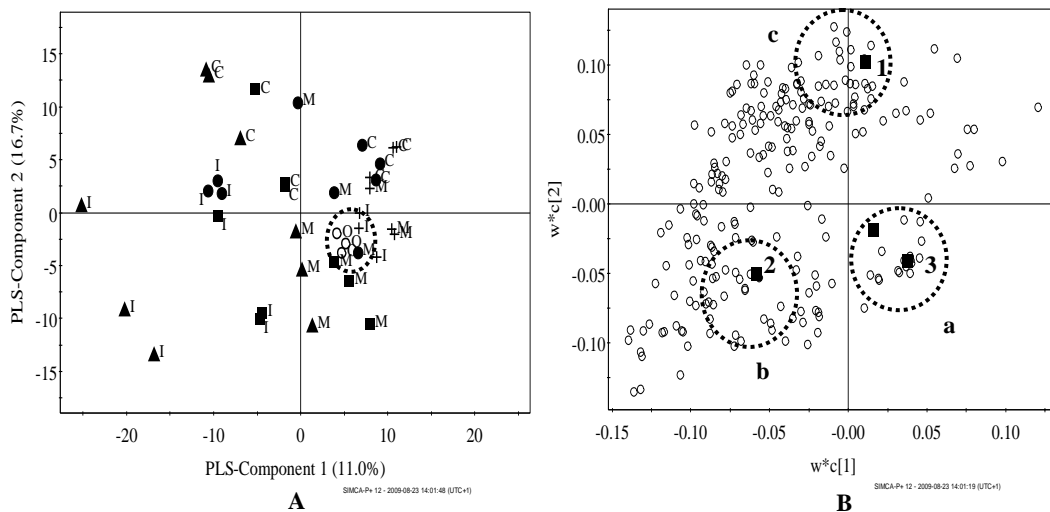 15
10
5
0
-5
-10
-15
-20
-10
0
10
20
PLS-Component 2 (16.7%)
PLS-Component 1 (11.0%)
C
C
C
M
C
C
C
C
C
C
C
C
M
M
I
I
I
I
I
M
I
I
M
M
M
O
O
O
M
I
M
M
M
I
I
I
I
M
M
SIMCA-P+ 12 - 2009-08-23 14:01:48 (UTC+1)
A
0.10
0.05
-0.00
-0.05
-0.10
-0.15
-0.10
-0.05
-0.00
0.05
0.10
w*c[2]
w*c[1]
c
1
2
3
a
b
SIMCA-P+ 12 - 2009-08-23 14:01:19 (UTC+1)
B